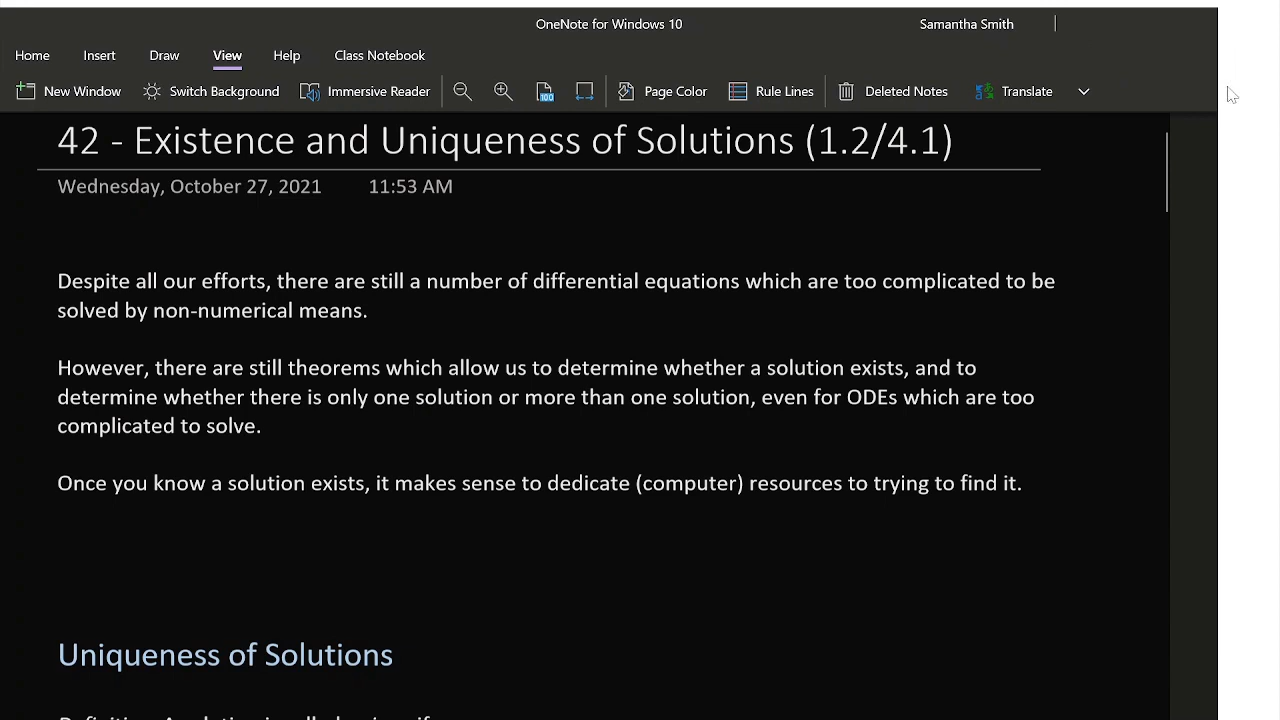 OneNote for Windows 10
Samantha Smith
Home Insert Draw View Help Class Notebook
New Window Switch Background Immersive Reader 100 Page Color Rule Lines Deleted Notes Translate
42 - Existence and Uniqueness of Solutions (1.2/4.1)
Wednesday, October 27, 2021 11:53 AM
Despite all our efforts, there are still a number of differential equations which are too complicated to be
solved by non-numerical means.
However, there are still theorems which allow us to determine whether a solution exists, and to
determine whether there is only one solution or more than one solution, even for ODEs which are too
complicated to solve.
Once you know a solution exists, it makes sense to dedicate (computer) resources to trying to find it.
Uniqueness of Solutions